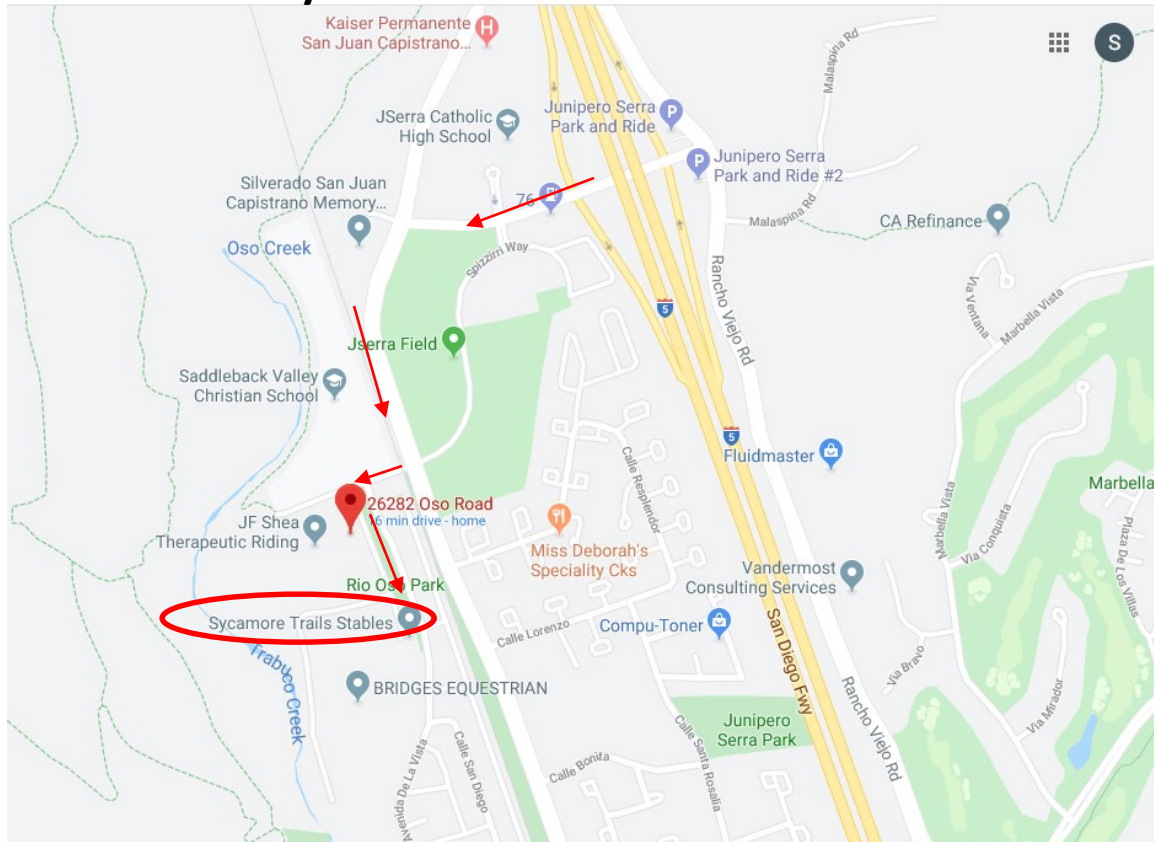 Kaiser Permanente
San Juan Capistrano...
H
S
JSerra Catholic
High School
Junipero Serra
Park and Ride
P
P
Junipero Serra
Park and Ride #2
Malaspina Rd
Malaspina Rd
Silverado San Juan
Capistrano Memory...
76
CA Refinance
Oso Creek
Spizzirri Way
Rancho Viejo Rd
Via Ventana
Marbella Vista
5
Jserra Field
Saddleback Valley
Christian School
5
Fluidmaster
Calle Resplendor
Marbella
Marbella Vista
Via Conquista
Plaza De Los Villas
26282 Oso Road
16 min drive - home
JF Shea
Therapeutic Riding
Miss Deborah's
Speciality Cks
Vandermost
Consulting Services
Rio Oso Park
Sycamore Trails Stables
Calle Lorenzo
Compu-Toner
San Diego Fwy
Trabuco Creek
Via Bravo
BRIDGES EQUESTRIAN
Rancho Viejo Rd
Via Mirador
Junipero
Serra Park
Calle Santa Rosalia
Avenida De La Vista
Calle San Diego
Calle Bonita